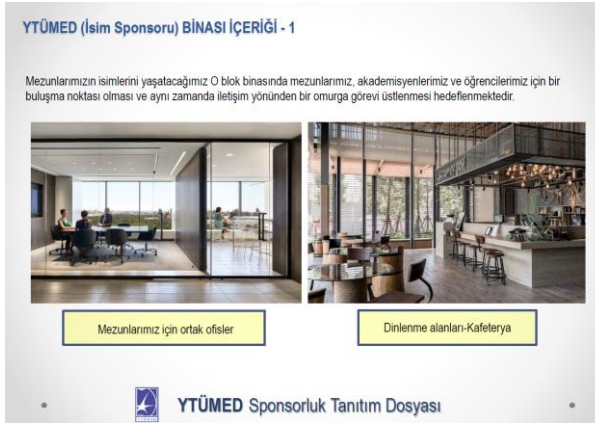 YTÜMED (İsim Sponsoru) BİNASI İÇERİĞİ - 1
Mezunlarımızın isimlerini yaşatacağımız O blok binasında mezunlarımız, akademisyenlerimiz ve öğrencilerimiz için bir
buluşma noktası olması ve aynı zamanda iletişim yönünden bir omurga görevi üstlenmesi hedeflenmektedir.
Mezunlarımız için ortak ofisler
Dinlenme alanları-Kafeterya
YTÜMED Sponsorluk Tanıtım Dosyası